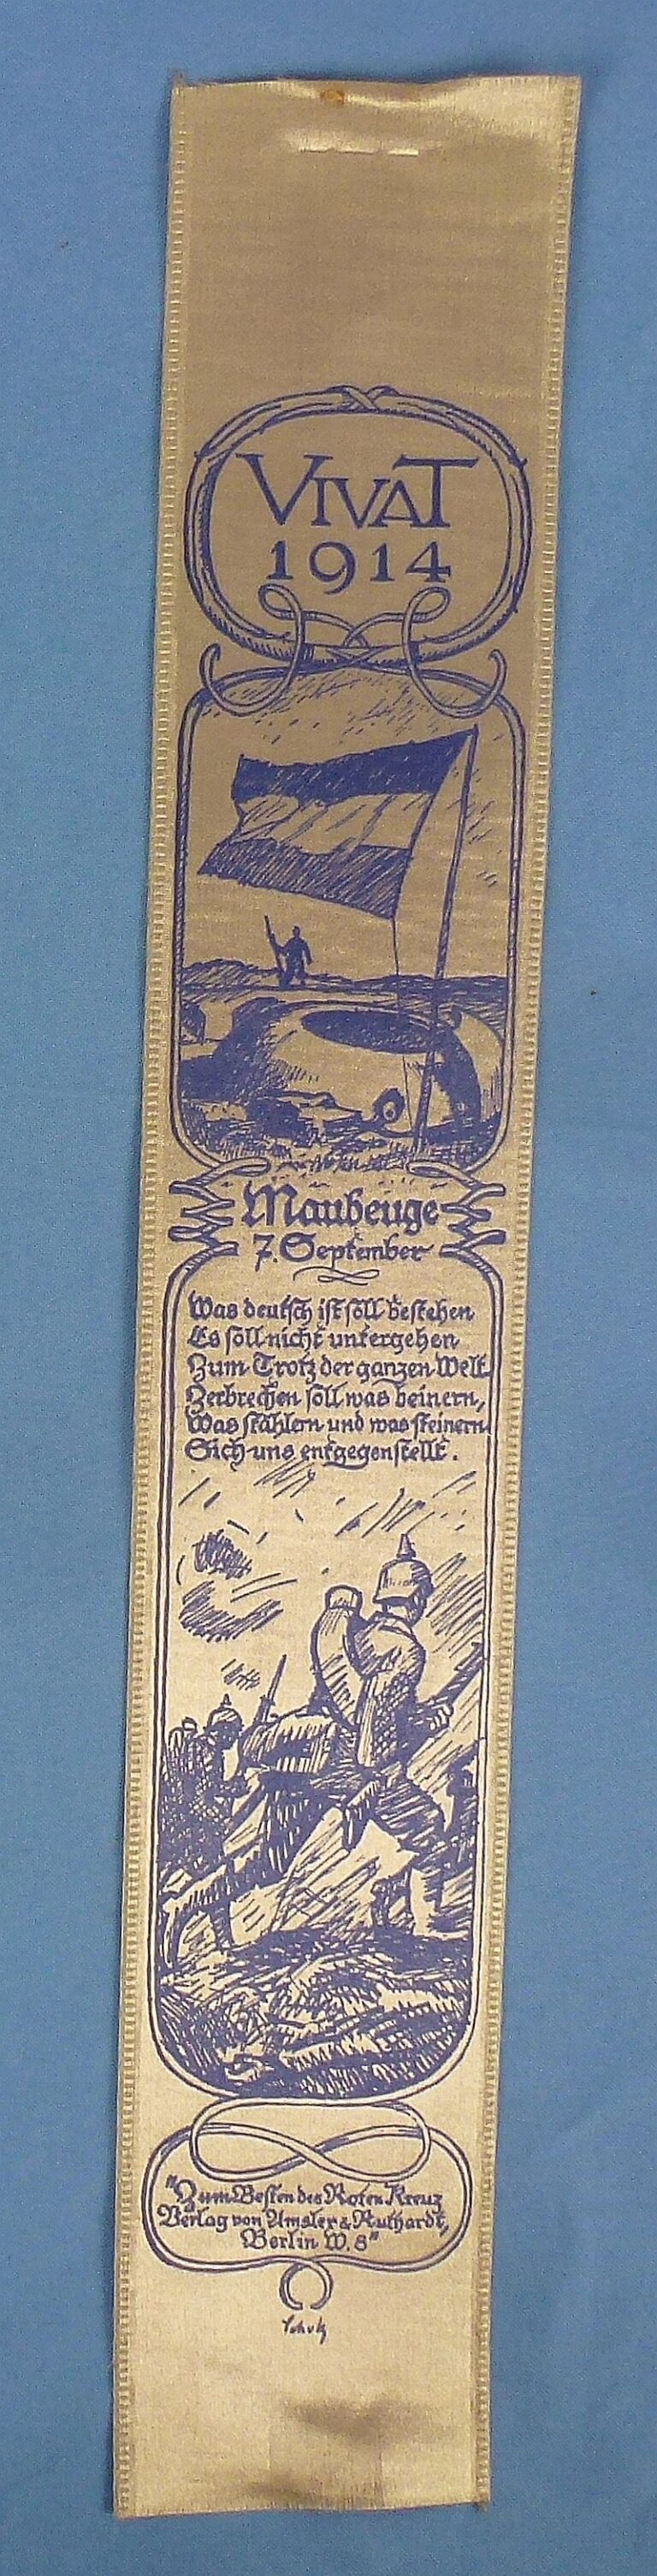 VIVAT
1914
Maubeuge
7. September
Was deutsch ist soll bestehen
Es soll nicht untergehen
Zum Trotz der ganzen Welt
Zerbrechen soll was beinern,
Was stählern und was steinern
Sich uns entgegenstellt.
"Zum Besten des Roten Kreuz
Verlag von Amsler & Ruthardt,
Berlin W. 8"